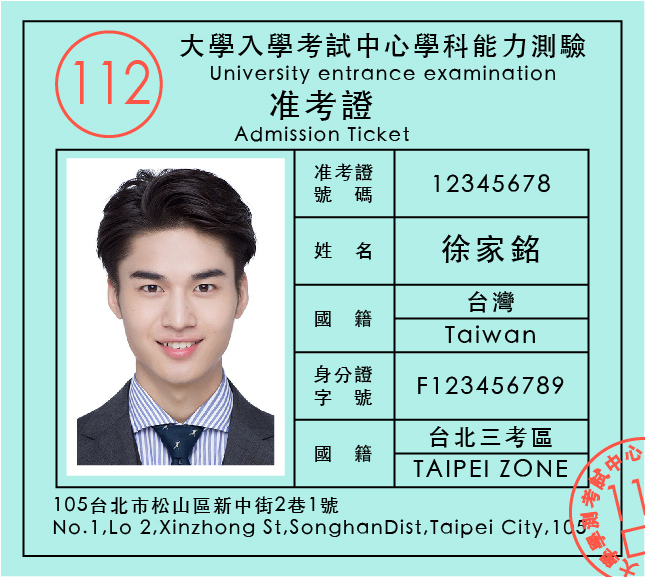 大學入學考試中心學科能力測驗
University entrance examination
112
准考證
Admission Ticket
准考證
號 碼
12345678
姓 名
徐家銘
國 籍
台灣
Taiwan
身分證
字 號
F123456789
國 籍
台北三考區
TAIPEI ZONE
105台北市松山區新中街2巷1號
No.1,Lo 2,Xinzhong St,SonghanDist,Taipei City,105
大學測考試中心
11